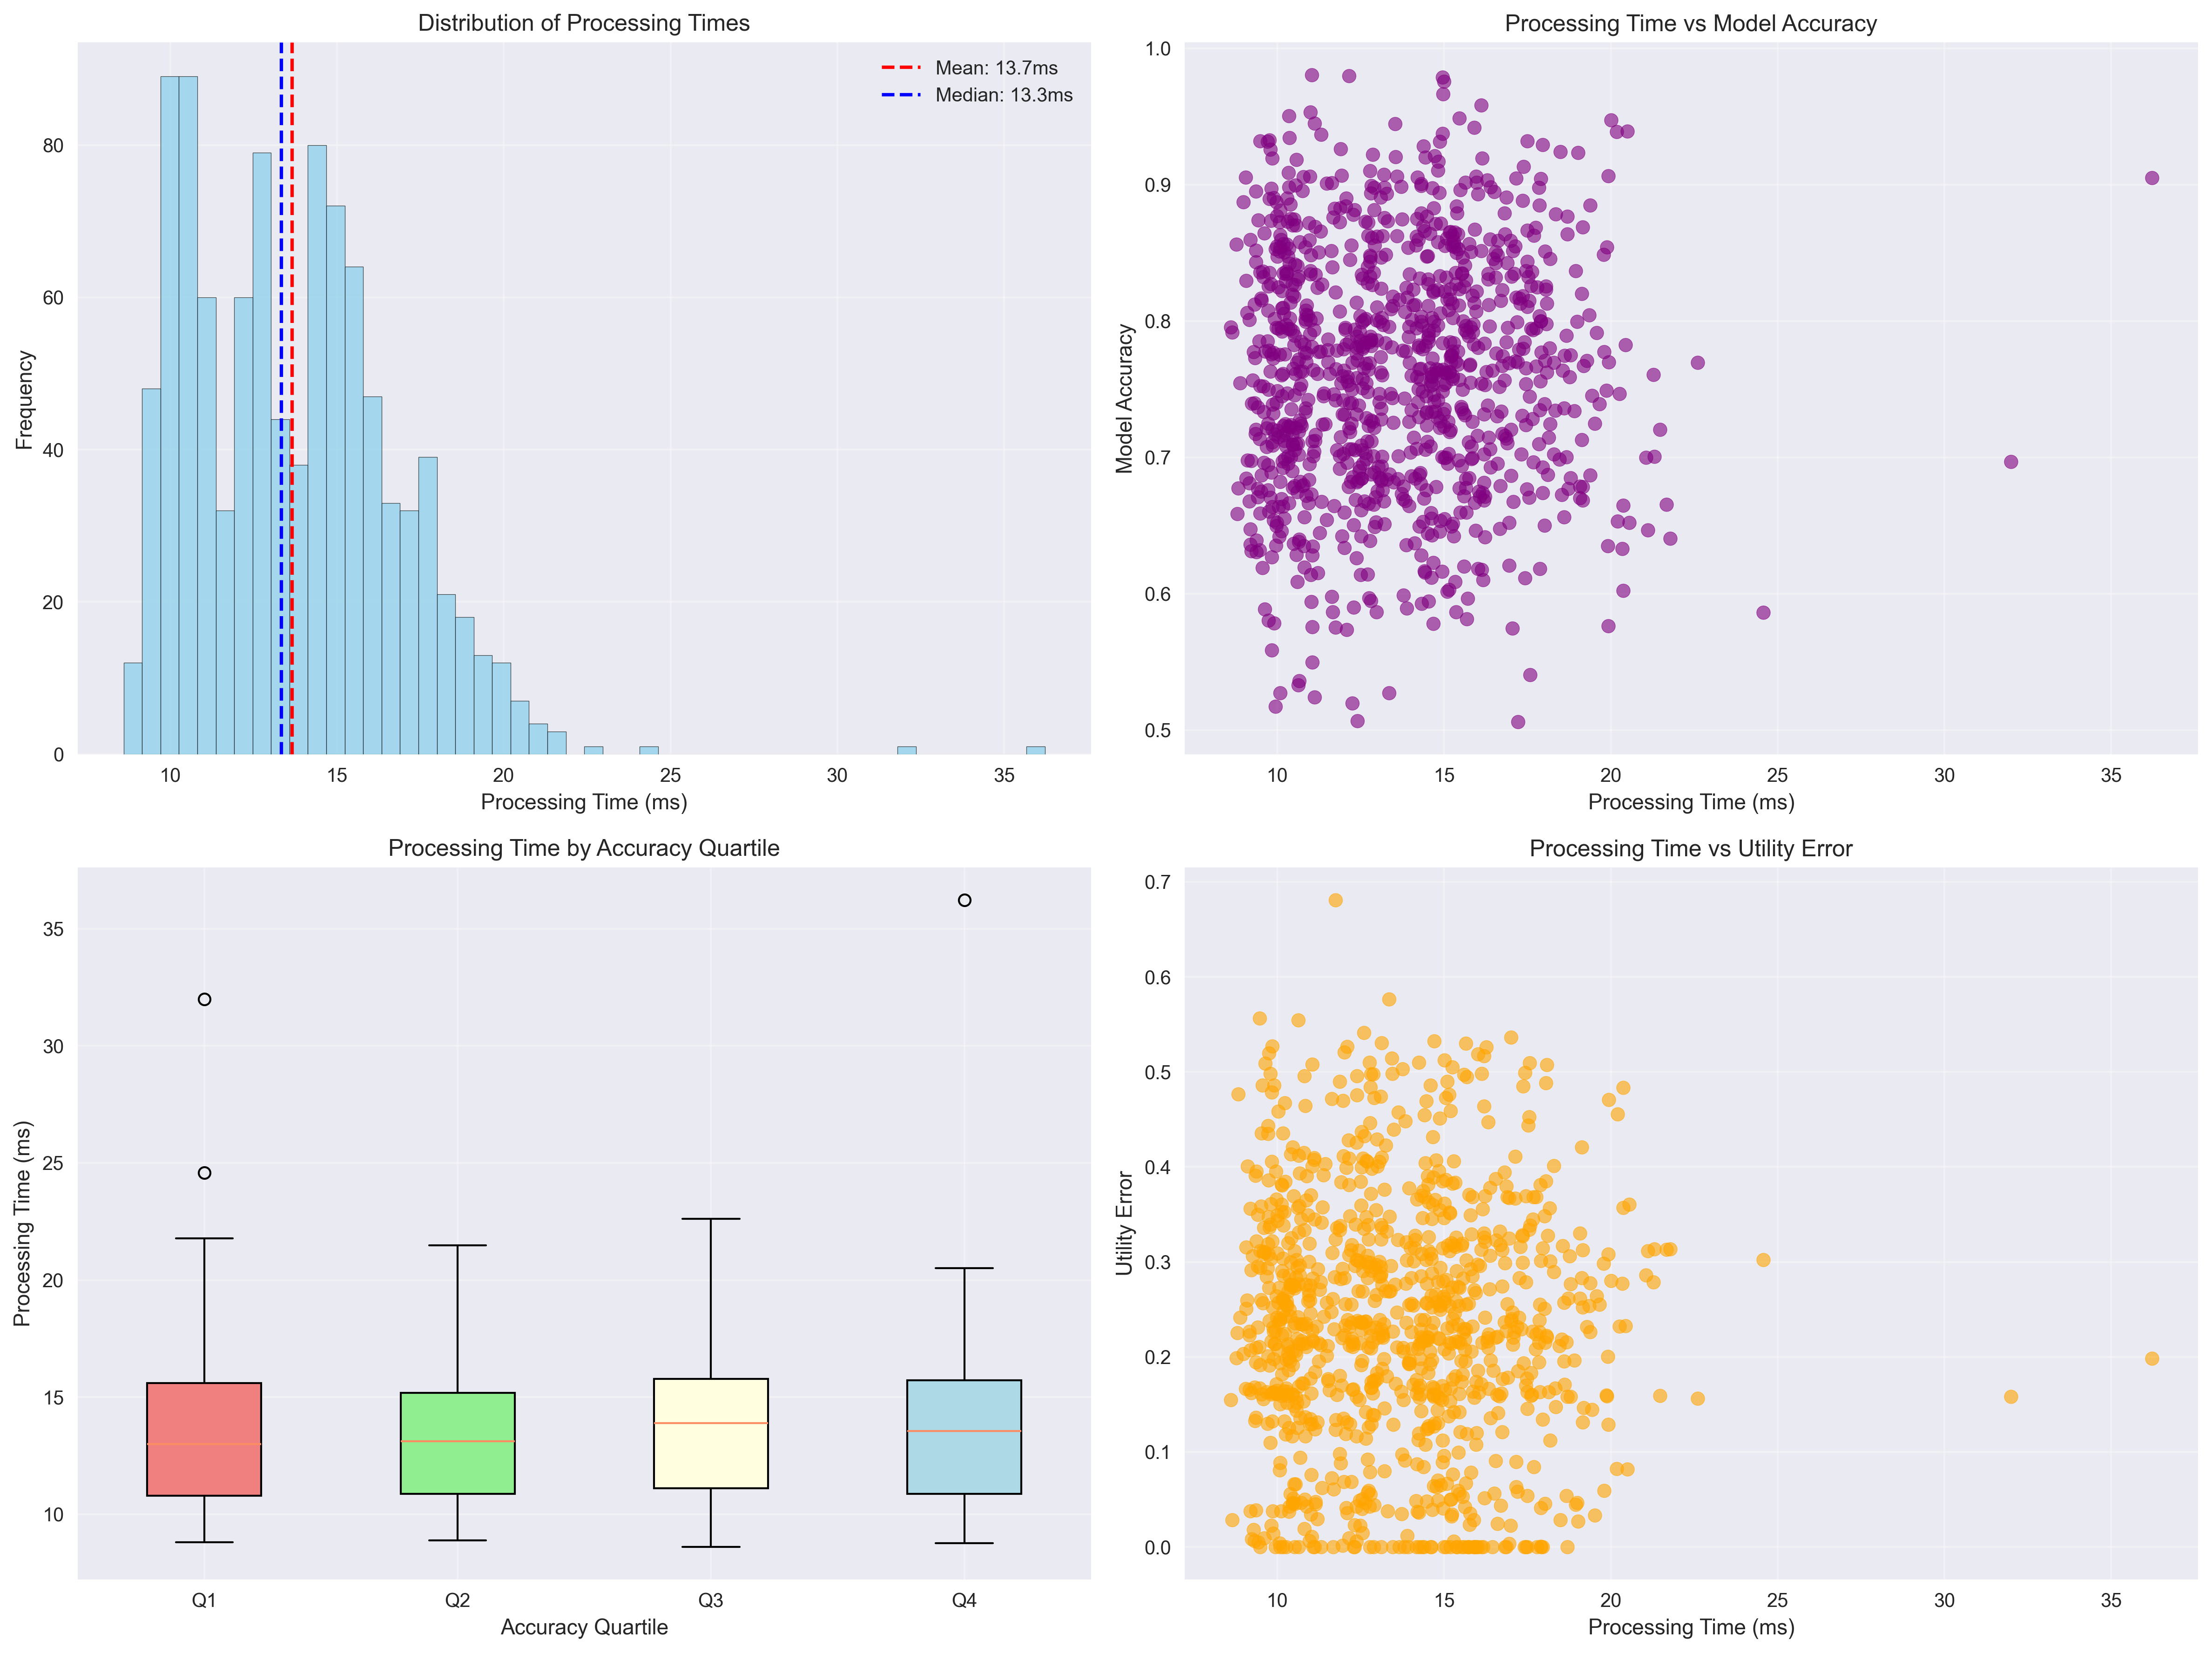 Distribution of Processing Times
Mean: 13.7ms
Median: 13.3ms
Frequency
80
60
40
20
0
10 15 20 25 30 35
Processing Time (ms)
Processing Time vs Model Accuracy
Model Accuracy
1.0
0.9
0.8
0.7
0.6
0.5
10 15 20 25 30 35
Processing Time (ms)
Processing Time by Accuracy Quartile
Processing Time (ms)
35
30
25
20
15
10
Q1 Q2 Q3 Q4
Accuracy Quartile
Processing Time vs Utility Error
Utility Error
0.7
0.6
0.5
0.4
0.3
0.2
0.1
0.0
10 15 20 25 30 35
Processing Time (ms)